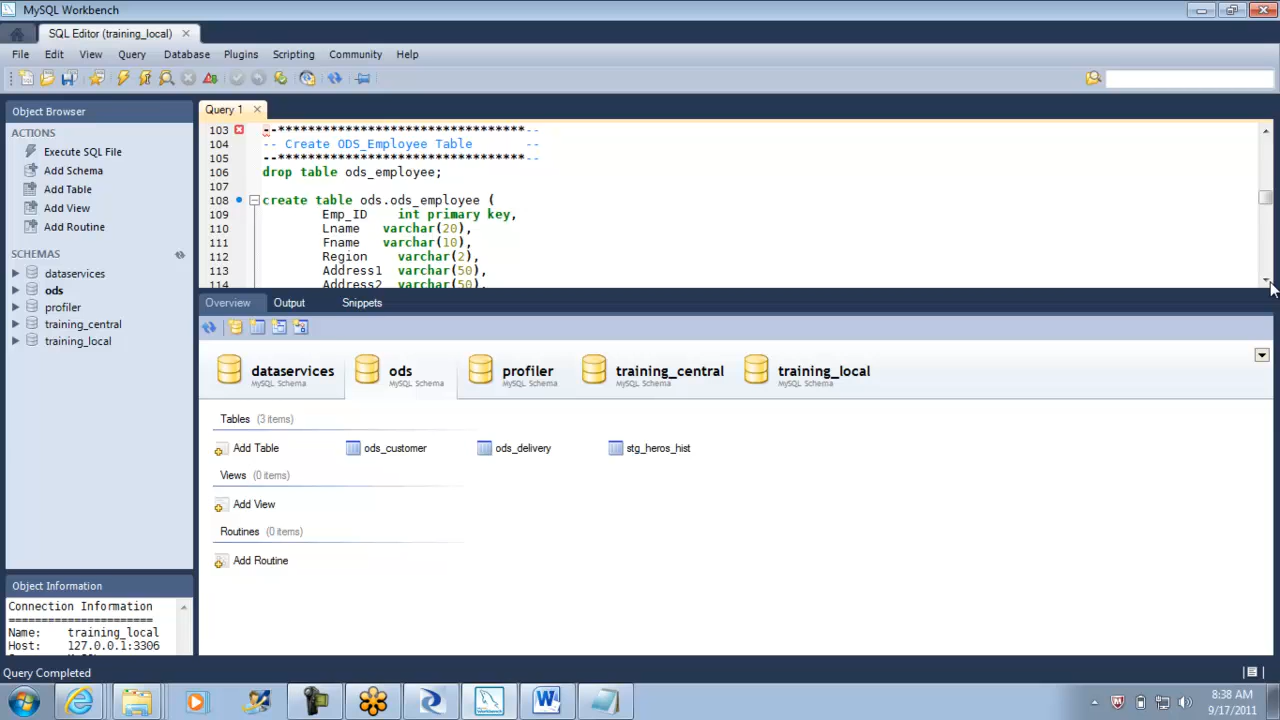 MySQL Workbench
SQL Editor (training_local)
File Edit View Query Database Plugins Scripting Community Help
Object Browser
ACTIONS
Execute SQL File
Add Schema
Add Table
Add View
Add Routine
SCHEMAS
dataservices
ods
profiler
training_central
training_local
Object Information
Connection Information
======================
Name: training_local
Host: 127.0.0.1:3306
Query 1
103 --*********************************--
104 -- Create ODS_Employee Table --
105 --*********************************--
106 drop table ods_employee;
107
108 create table ods.ods_employee (
109 Emp_ID int primary key,
110 Lname varchar(20),
111 Fname varchar(10),
112 Region varchar(2),
113 Address1 varchar(50),
114 Address2 varchar(50),
Overview Output Snippets
dataservices
MySQL Schema
ods
MySQL Schema
profiler
MySQL Schema
training_central
MySQL Schema
training_local
MySQL Schema
Tables (3 items)
Add Table ods_customer ods_delivery stg_heros_hist
Views (0 items)
Add View
Routines (0 items)
Add Routine
Query Completed
8:38 AM
9/17/2011